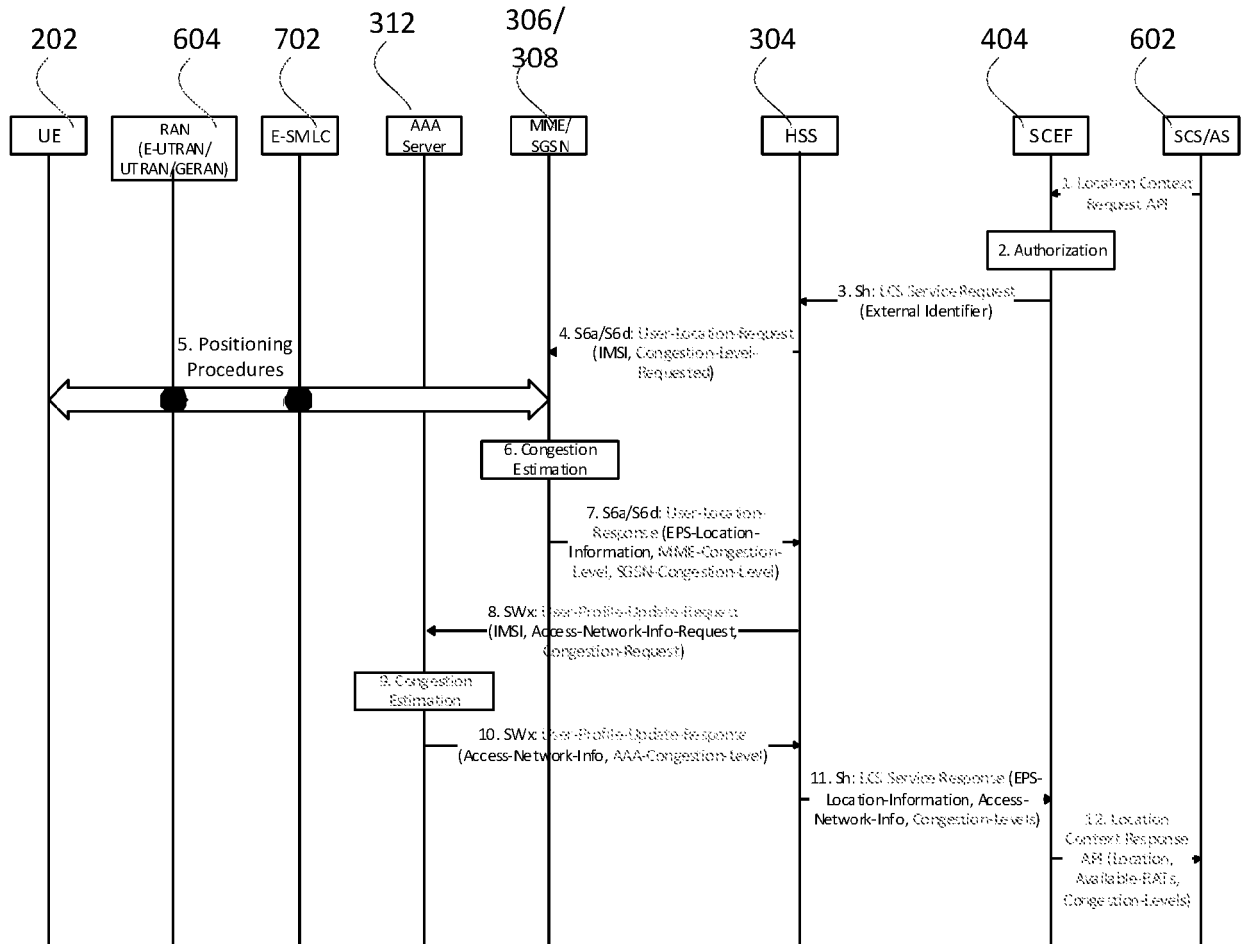 202
604
702
312
306/
308
304
404
602
UE
RAN
(E-UTRAN/
UTRAN/GERAN)
E-SMLC
AAA
Server
MME/
SGSN
HSS
SCEF
SCS/AS
1. Location Context
Request API
2. Authorization
3. Sh: LCS Service Request
(External Identifier)
4. S6a/S6d: User-Location-Request
(IMSI, Congestion-Level-
Requested)
5. Positioning
Procedures
6. Congestion
Estimation
7. S6a/S6d: User-Location-
Response (EPS-Location-
Information, MME-Congestion-
Level, SGSN-Congestion-Level)
8. SWx: User-Profile-Update-Request
(IMSI, Access-Network-Info-Request,
Congestion-Request)
9. Congestion
Estimation
10. SWx: User-Profile-Update-Response
(Access-Network-Info, AAA-Congestion-Level)
11. Sh: LCS Service Response (EPS-
Location-Information, Access-
Network-Info, Congestion-Levels)
12. Location
Context Response
API (Location,
Available-RATs,
Congestion-Levels)